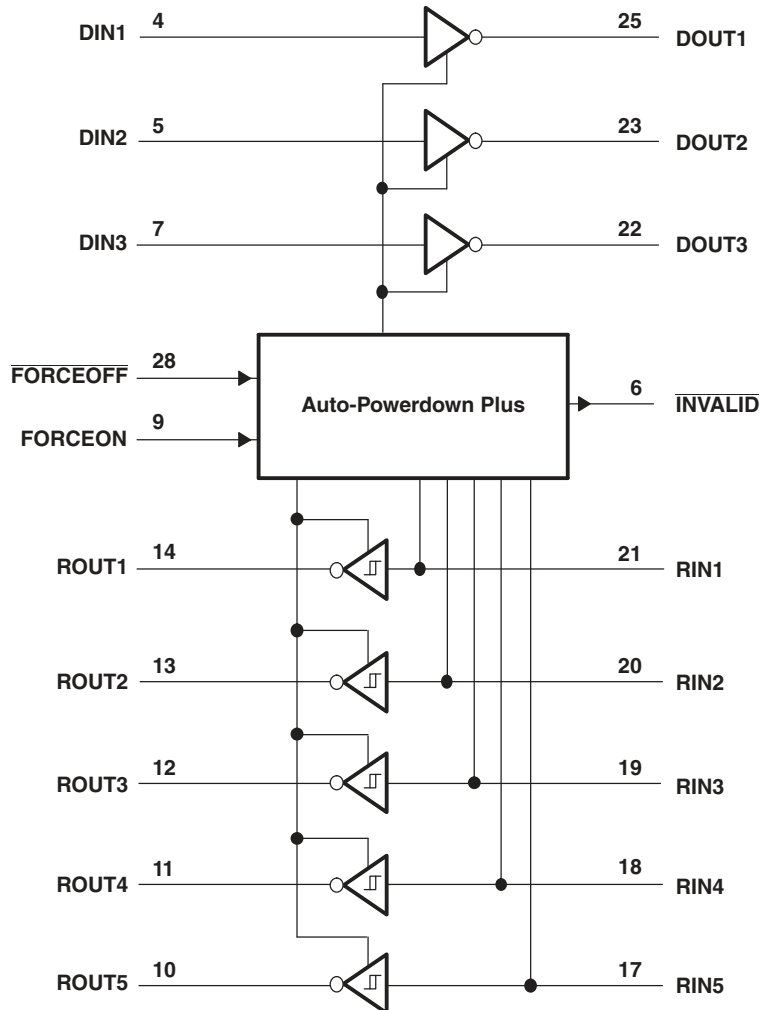 DIN1 4 25 DOUT1
DIN2 5 23 DOUT2
DIN3 7 22 DOUT3
FORCEOFF 28
Auto-Powerdown Plus
6 INVALID
FORCEON 9
ROUT1 14 21 RIN1
ROUT2 13 20 RIN2
ROUT3 12 19 RIN3
ROUT4 11 18 RIN4
ROUT5 10 17 RIN5